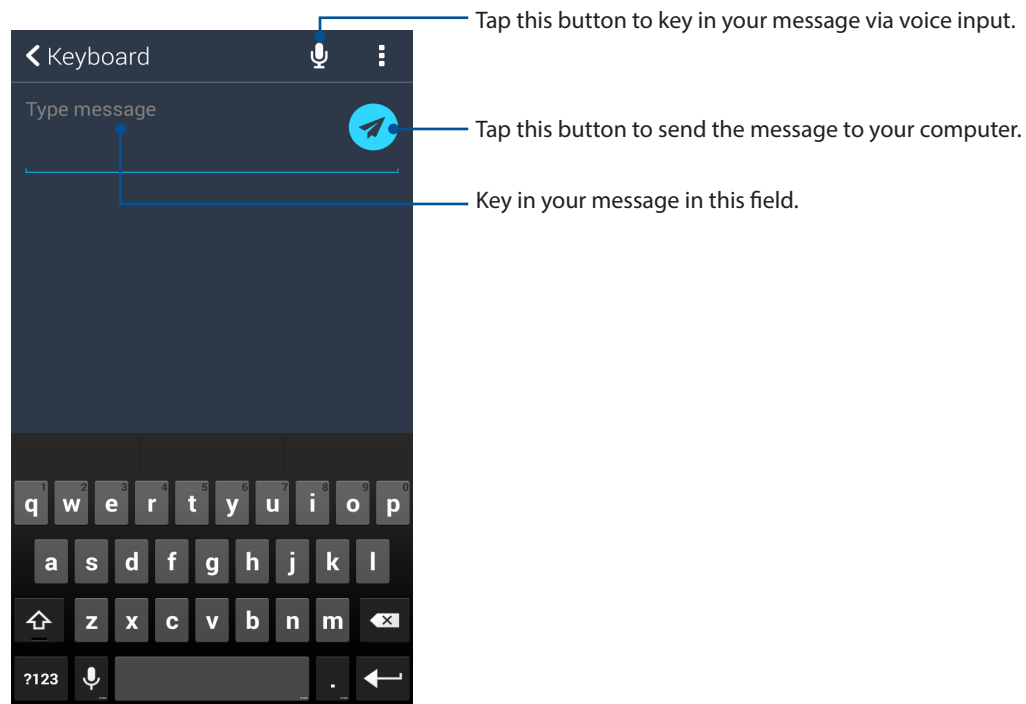 Tap this button to key in your message via voice input.
Keyboard
Type message
Tap this button to send the message to your computer.
Key in your message in this field.
1 2 3 4 5 6 7 8 9 0
q w e r t y u i o p
a s d f g h j k l
z x c v b n m
?123 .